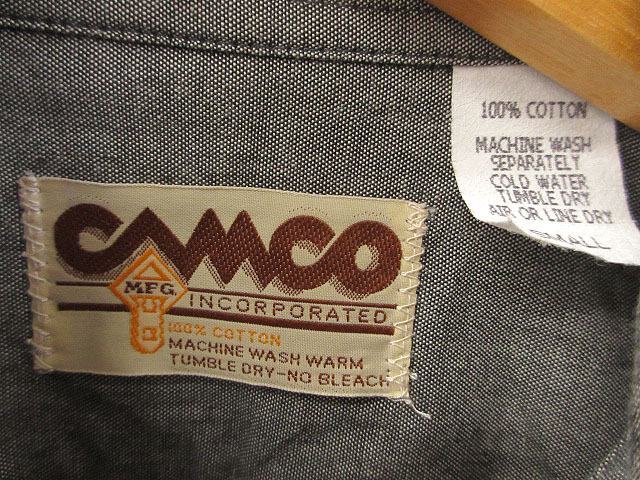 CAMCO
MFG.
INCORPORATED
100% COTTON
MACHINE WASH WARM
TUMBLE DRY-NO BLEACH
100% COTTON
MACHINE WASH
SEPARATELY
COLD WATER
TUMBLE DRY
AIR OR LINE DRY
SMALL